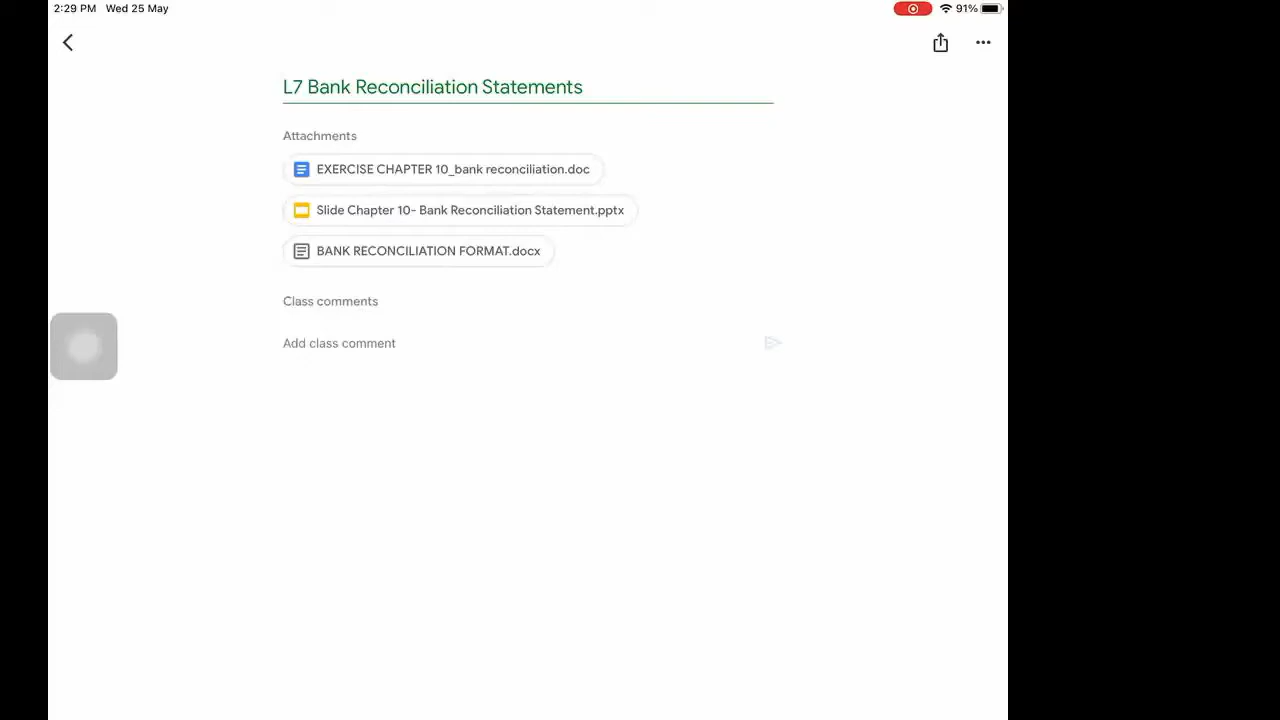 2:29 PM Wed 25 May
91%
L7 Bank Reconciliation Statements
Attachments
EXERCISE CHAPTER 10_bank reconciliation.doc
Slide Chapter 10- Bank Reconciliation Statement.pptx
BANK RECONCILIATION FORMAT.docx
Class comments
Add class comment